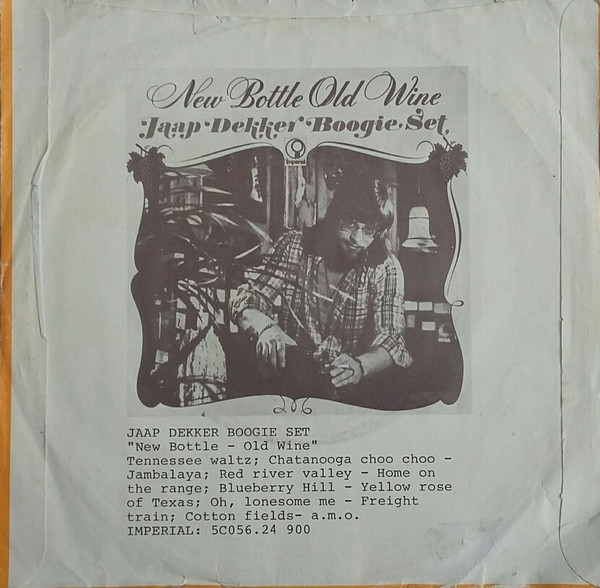 New Bottle Old Wine
Jaap Dekker Boogie Set
Imperial
JAAP DEKKER BOOGIE SET
"New Bottle - Old Wine"
Tennessee waltz; Chatanooga choo choo -
Jambalaya; Red river valley - Home on
the range; Blueberry Hill - Yellow rose
of Texas; Oh, lonesome me - Freight
train; Cotton fields- a.m.o.
IMPERIAL: 5C056.24 900